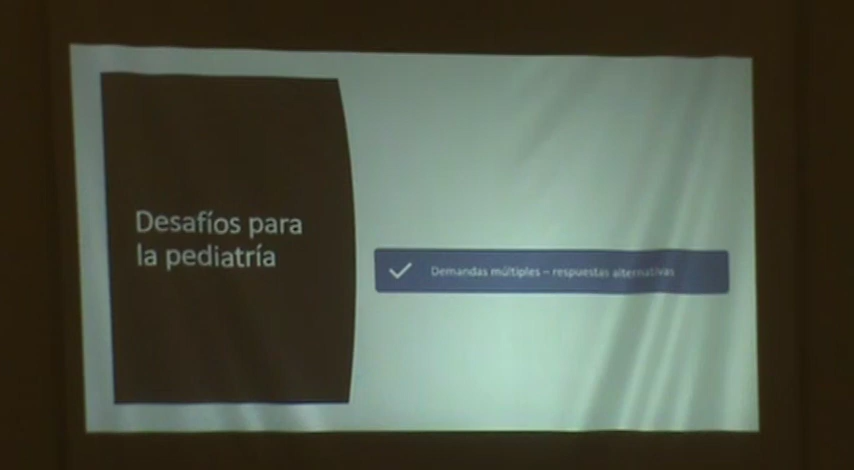 Desafíos para
la pediatría
Demandas múltiples – respuestas alternativas